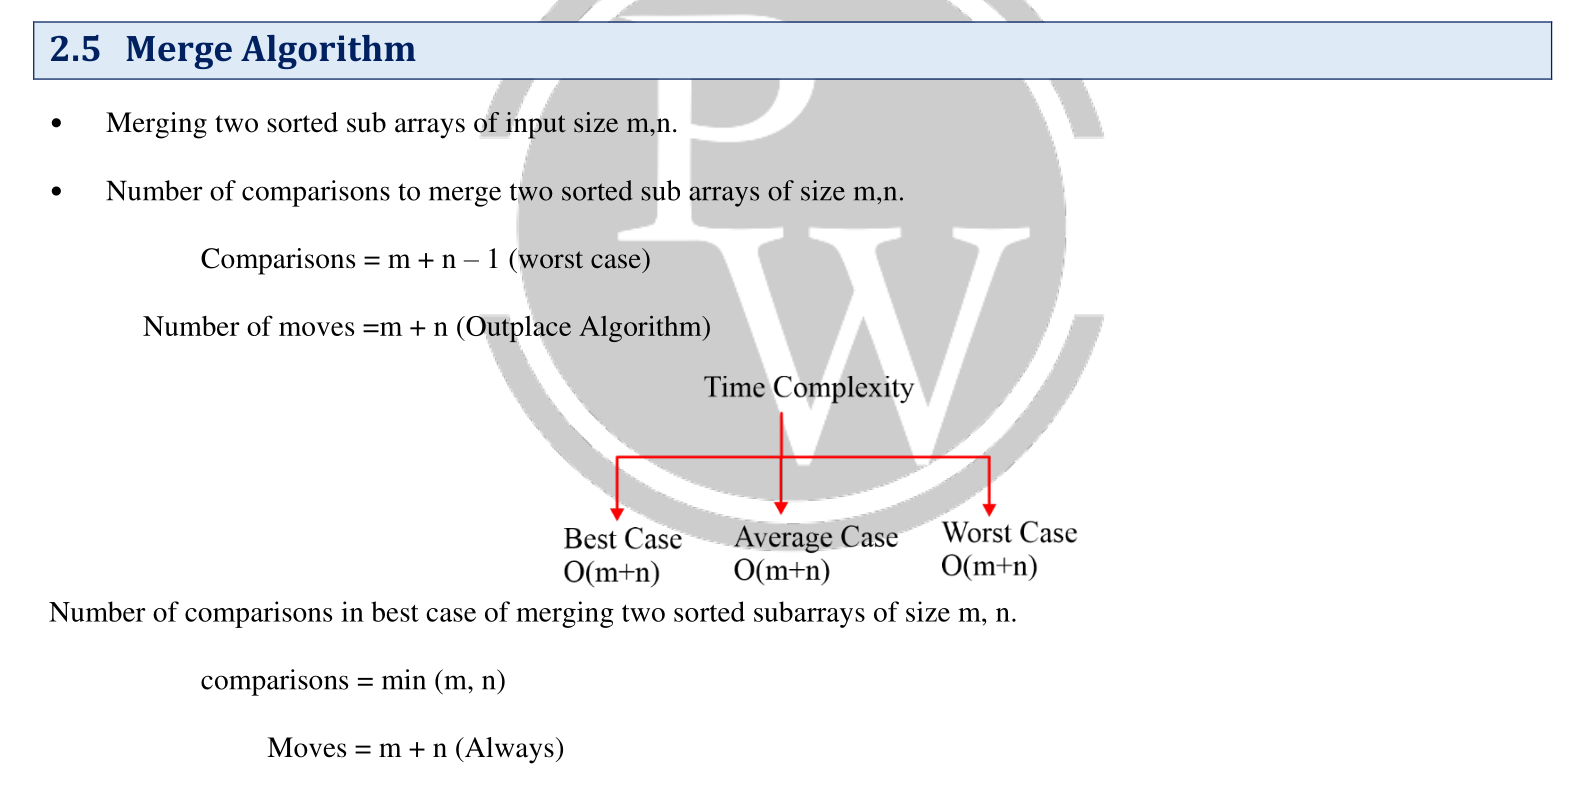 2.5 Merge Algorithm
• Merging two sorted sub arrays of input size m,n.
• Number of comparisons to merge two sorted sub arrays of size m,n.
Comparisons = m + n – 1 (worst case)
Number of moves =m + n (Outplace Algorithm)
Time Complexity
Best Case Average Case Worst Case
O(m+n) O(m+n) O(m+n)
Number of comparisons in best case of merging two sorted subarrays of size m, n.
comparisons = min (m, n)
Moves = m + n (Always)
PW